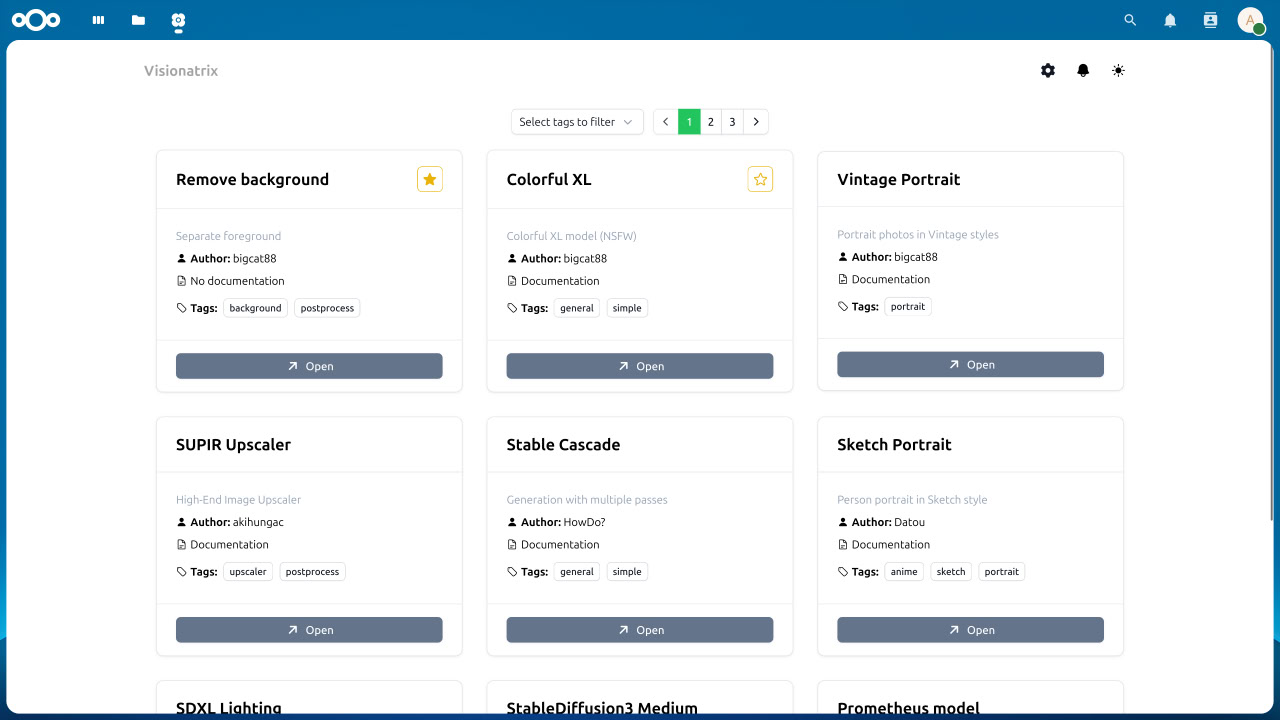 A
Visionatrix
Select tags to filter
1 2 3
Remove background
Separate foreground
Author: bigcat88
No documentation
Tags: background postprocess
Open
Colorful XL
Colorful XL model (NSFW)
Author: bigcat88
Documentation
Tags: general simple
Open
Vintage Portrait
Portrait photos in Vintage styles
Author: bigcat88
Documentation
Tags: portrait
Open
SUPIR Upscaler
High-End Image Upscaler
Author: akihungac
Documentation
Tags: upscaler postprocess
Open
Stable Cascade
Generation with multiple passes
Author: HowDo?
Documentation
Tags: general simple
Open
Sketch Portrait
Person portrait in Sketch style
Author: Datou
Documentation
Tags: anime sketch portrait
Open
SDXL Lighting
StableDiffusion3 Medium
Prometheus model